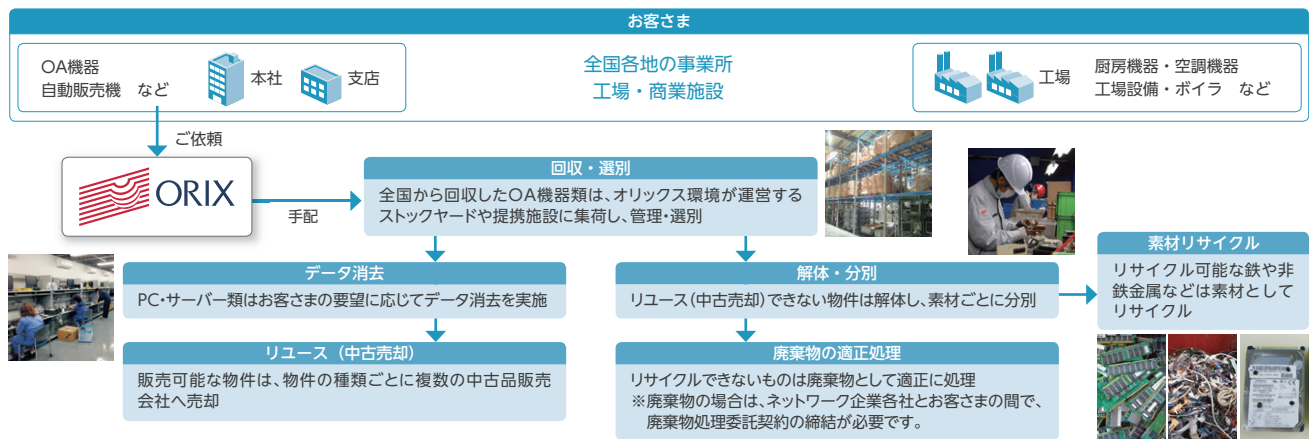 お客さま
OA機器
自動販売機　など
本社
支店
全国各地の事業所
工場・商業施設
工場
厨房機器・空調機器
工場設備・ボイラ　など
ご依頼
ORIX
手配
回収・選別
全国から回収したOA機器類は、オリックス環境が運営する
ストックヤードや提携施設に集荷し、管理・選別
データ消去
PC・サーバー類はお客さまの要望に応じてデータ消去を実施
リユース（中古売却）
販売可能な物件は、物件の種類ごとに複数の中古品販売
会社へ売却
解体・分別
リユース（中古売却）できない物件は解体し、素材ごとに分別
廃棄物の適正処理
リサイクルできないものは廃棄物として適正に処理
※廃棄物の場合は、ネットワーク企業各社とお客さまの間で、
廃棄物処理委託契約の締結が必要です。
素材リサイクル
リサイクル可能な鉄や非
鉄金属などは素材として
リサイクル